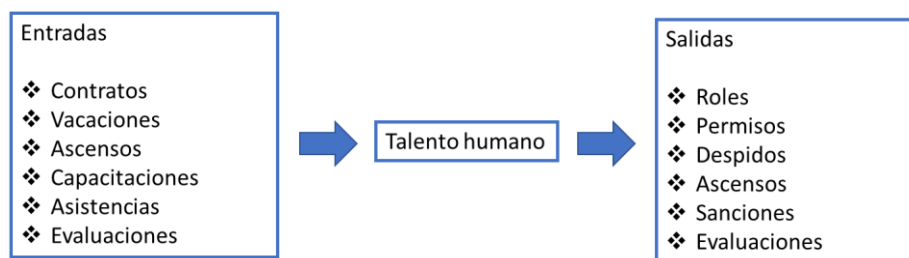 Entradas
❖ Contratos
❖ Vacaciones
❖ Ascensos
❖ Capacitaciones
❖ Asistencias
❖ Evaluaciones
Talento humano
Salidas
❖ Roles
❖ Permisos
❖ Despidos
❖ Ascensos
❖ Sanciones
❖ Evaluaciones